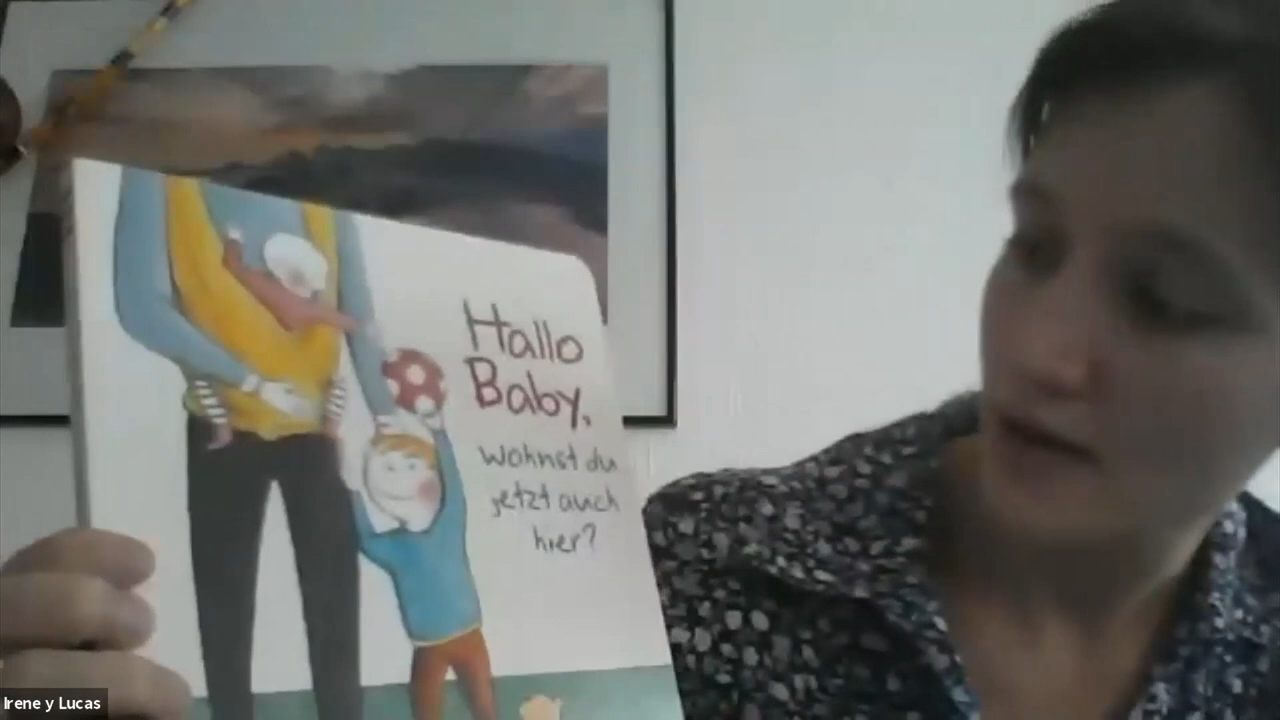 Hallo
Baby,
wohnst du
jetzt auch
hier?
Irene y Lucas